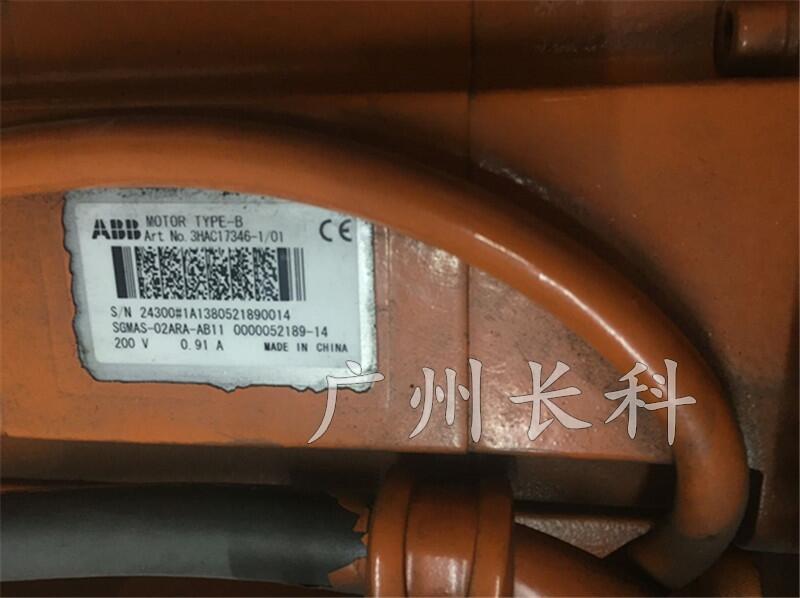 ABB MOTOR TYPE-B
Art No. 3HAC17346-1/01
CE
S/N 24300#1A1380521890014
SGMAS-02ARA-AB11 0000052189-14
200 V 0.91 A MADE IN CHINA
广州长科